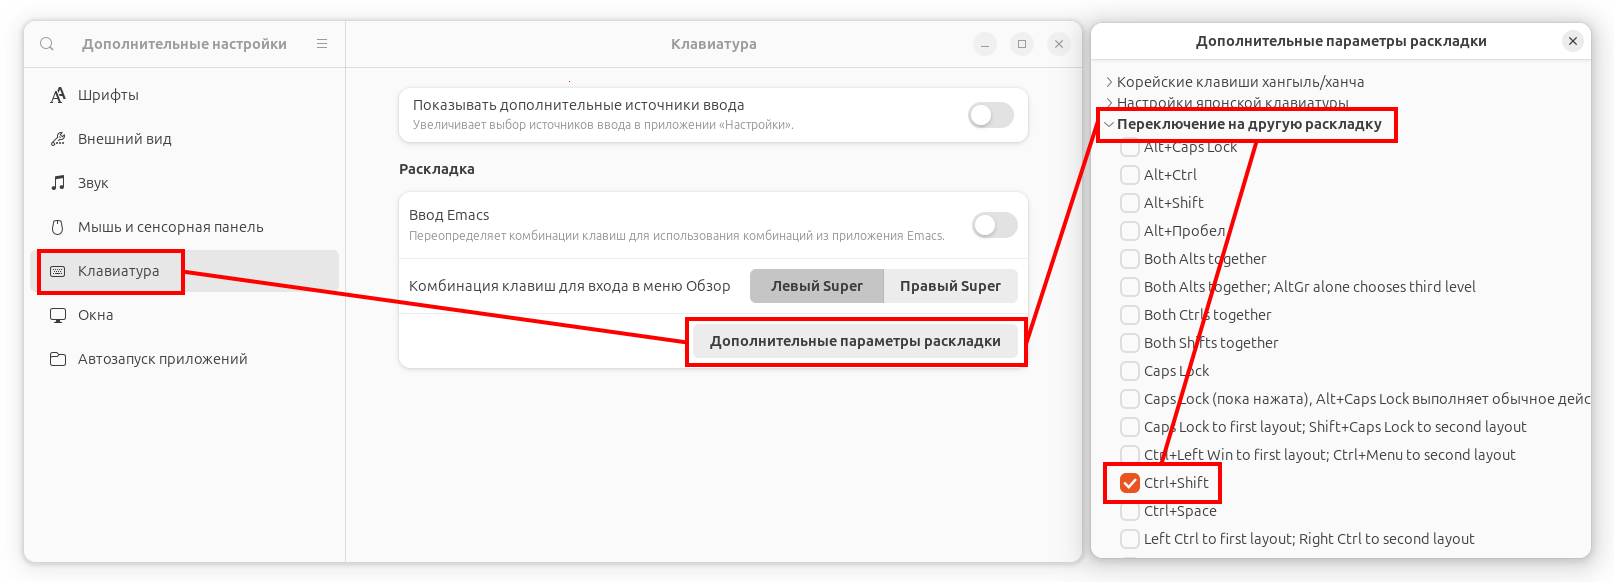 Дополнительные настройки
Шрифты
Внешний вид
Звук
Мышь и сенсорная панель
Клавиатура
Окна
Автозапуск приложений
Клавиатура
Показывать дополнительные источники ввода
Увеличивает выбор источников ввода в приложении «Настройки».
Раскладка
Ввод Emacs
Переопределяет комбинации клавиш для использования комбинаций из приложения Emacs.
Комбинация клавиш для входа в меню Обзор
Левый Super
Правый Super
Дополнительные параметры раскладки
Дополнительные параметры раскладки
Корейские клавиши хангыль/ханча
Настройки японской клавиатуры
Переключение на другую раскладку
Alt+Caps Lock
Alt+Ctrl
Alt+Shift
Alt+Пробел
Both Alts together
Both Alts together; AltGr alone chooses third level
Both Ctrls together
Both Shifts together
Caps Lock
Caps Lock (пока нажата), Alt+Caps Lock выполняет обычное дейс
Caps Lock to first layout; Shift+Caps Lock to second layout
Ctrl+Left Win to first layout; Ctrl+Menu to second layout
Ctrl+Shift
Ctrl+Space
Left Ctrl to first layout; Right Ctrl to second layout